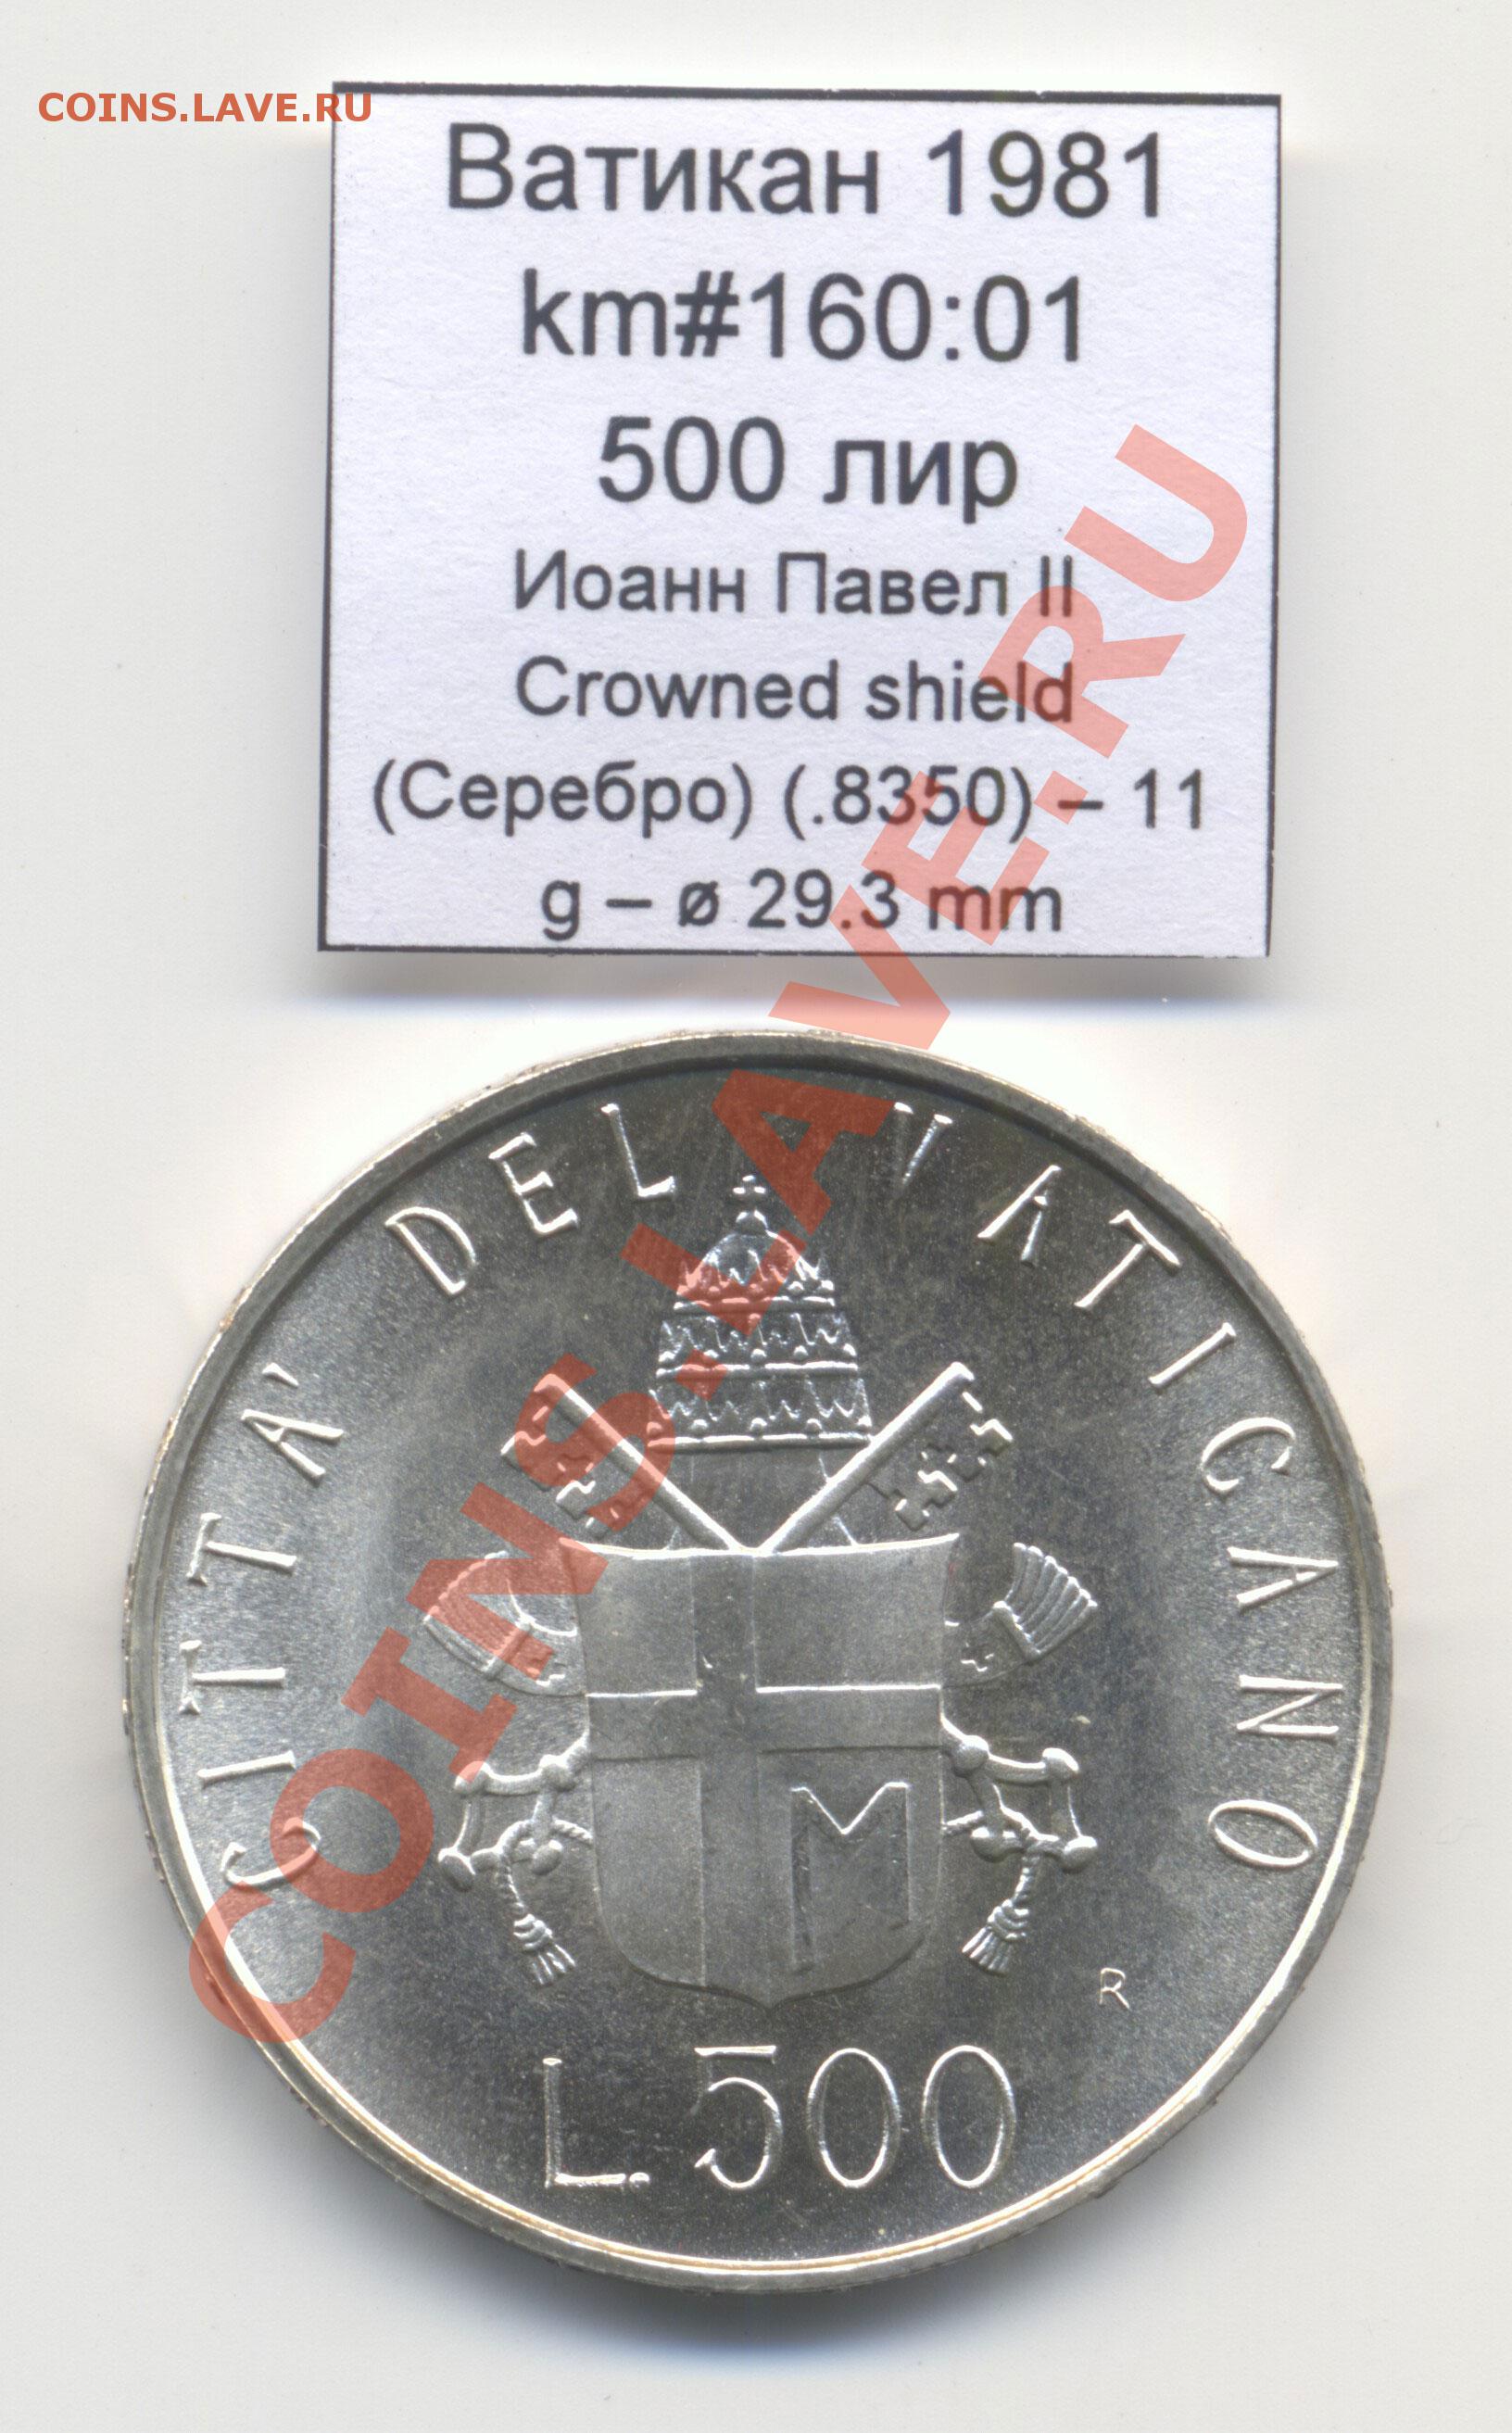 COINS.LAVE.RU
Ватикан 1981
km#160:01
500 лир
Иоанн Павел II
Crowned shield
(Серебро) (.8350) – 11
g – ø 29.3 mm
COINS.LAVE.RU
CITTA' DEL VATICANO
M
R
L. 500